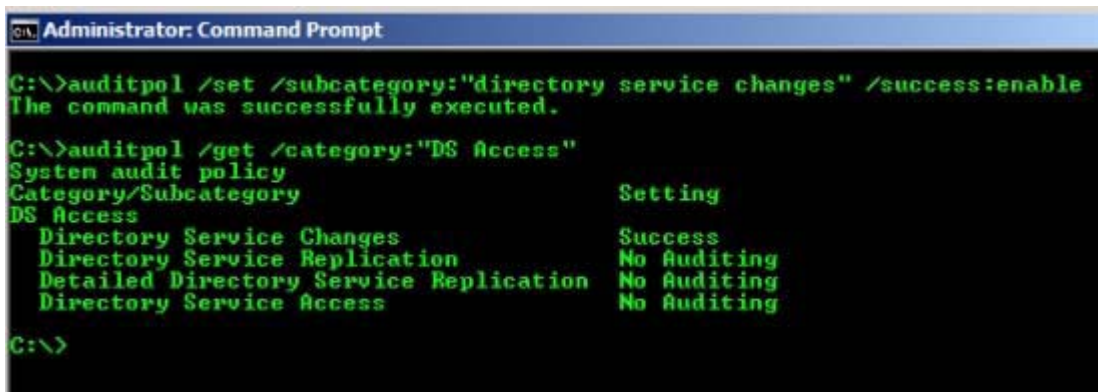 Administrator: Command Prompt
C:\>auditpol /set /subcategory:"directory service changes" /success:enable
The command was successfully executed.
C:\>auditpol /get /category:"DS Access"
System audit policy
Category/Subcategory Setting
DS Access
Directory Service Changes Success
Directory Service Replication No Auditing
Detailed Directory Service Replication No Auditing
Directory Service Access No Auditing
C:\>